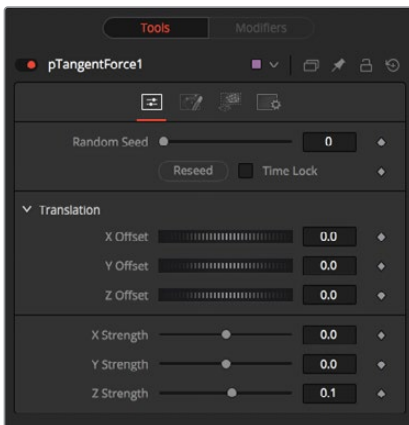 Tools Modifiers
pTangentForce1
Random Seed 0
Reseed Time Lock
Translation
X Offset 0.0
Y Offset 0.0
Z Offset 0.0
X Strength 0.0
Y Strength 0.0
Z Strength 0.1